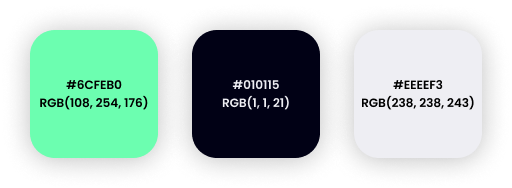 #6CFEB0
RGB(108, 254, 176)
#010115
RGB(1, 1, 21)
#EEEEF3
RGB(238, 238, 243)